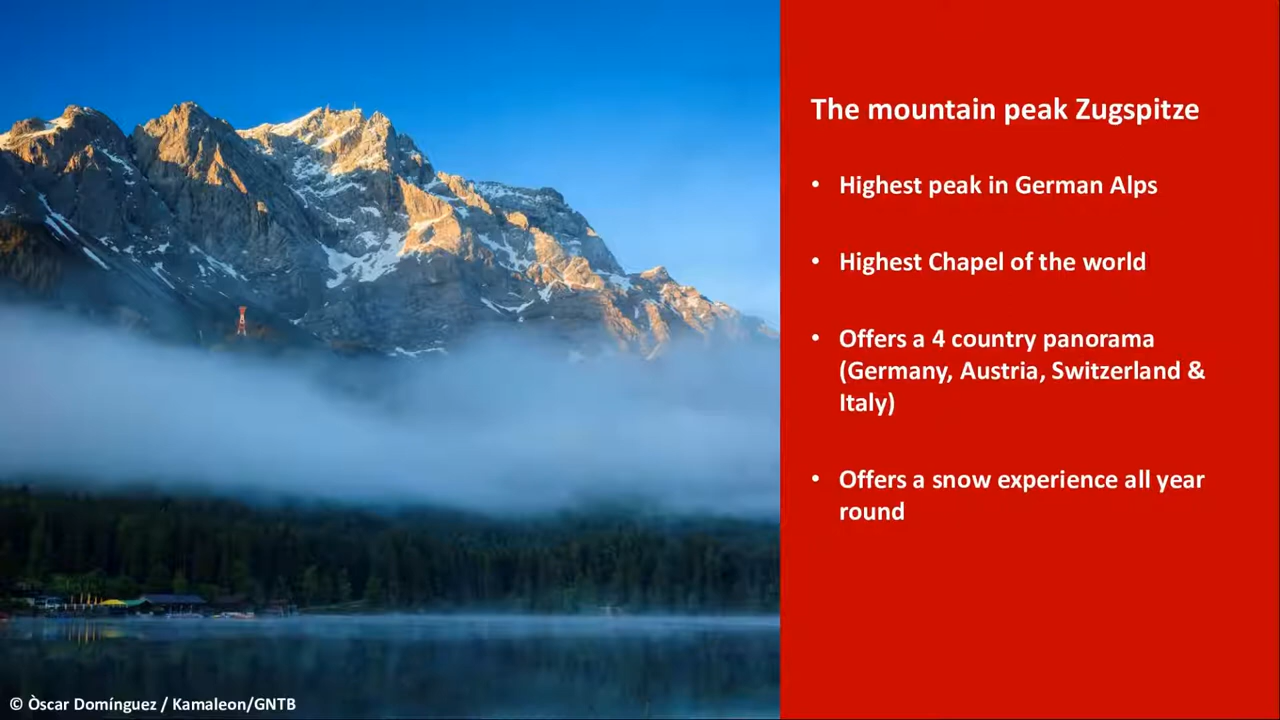 The mountain peak Zugspitze
• Highest peak in German Alps
• Highest Chapel of the world
• Offers a 4 country panorama
(Germany, Austria, Switzerland &
Italy)
• Offers a snow experience all year
round
© Òscar Domínguez / Kamaleon/GNTB